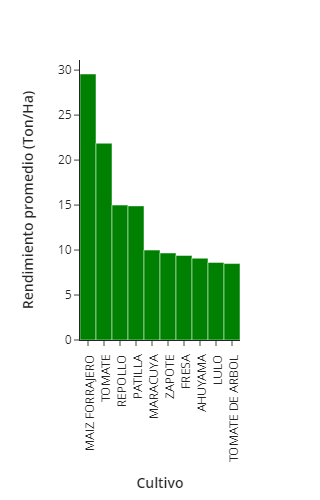 Rendimiento promedio (Ton/Ha)
30
25
20
15
10
5
0
MAIZ FORRAJERO
TOMATE
REPOLLO
PATILLA
MARACUYA
ZAPOTE
FRESA
AHUYAMA
LULO
TOMATE DE ARBOL
Cultivo